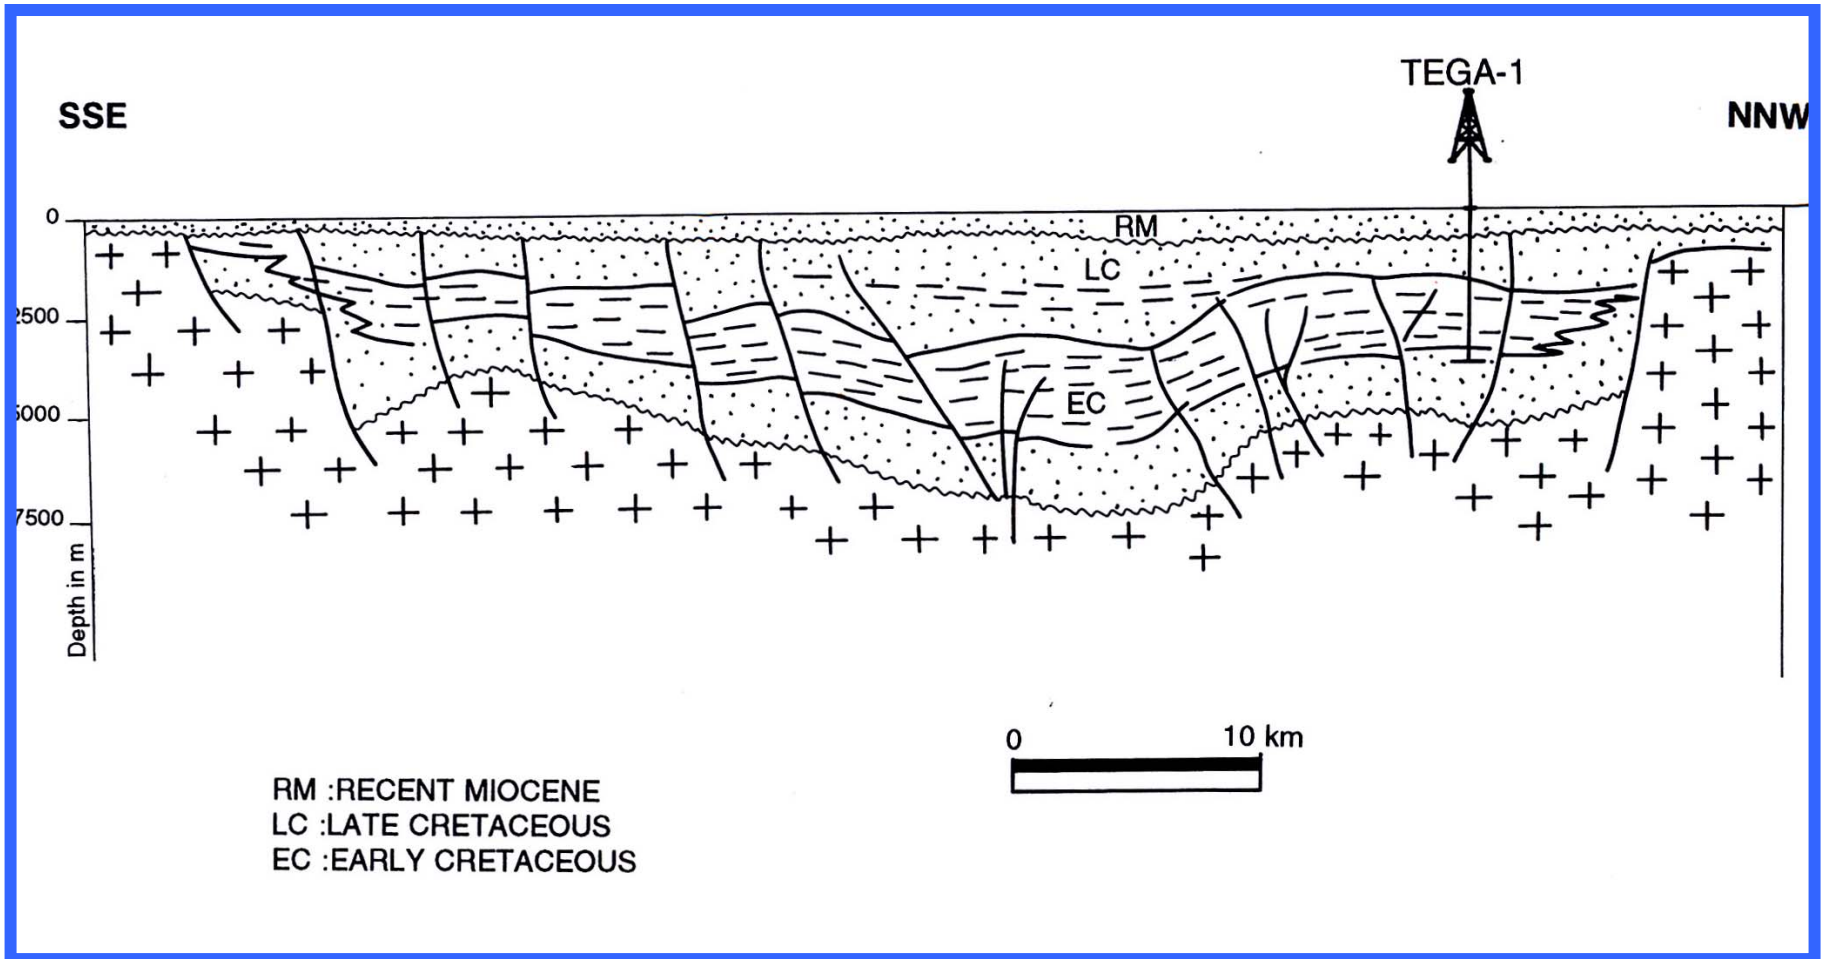 TEGA-1
SSE
NNW
0
RM
LC
2500
EC
5000
7500
Depth in m
0
10 km
RM :RECENT MIOCENE
LC :LATE CRETACEOUS
EC :EARLY CRETACEOUS